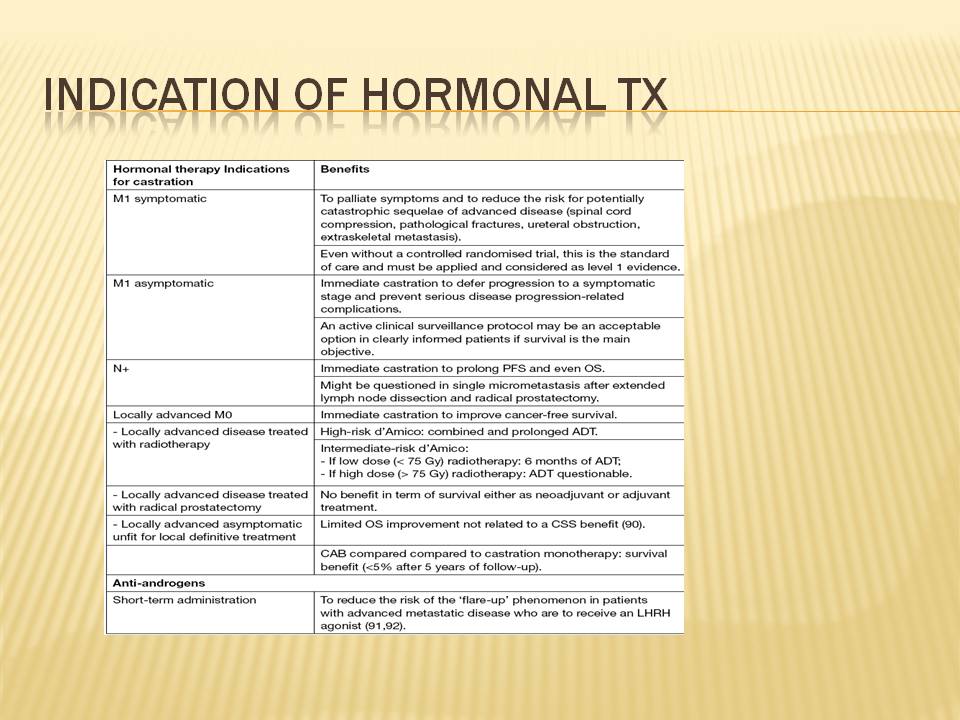 INDICATION OF HORMONAL TX
Hormonal therapy Indications
for castration
Benefits
M1 symptomatic
To palliate symptoms and to reduce the risk for potentially
catastrophic sequelae of advanced disease (spinal cord
compression, pathological fractures, ureteral obstruction,
extraskeletal metastasis).
Even without a controlled randomised trial, this is the standard
of care and must be applied and considered as level 1 evidence.
M1 asymptomatic
Immediate castration to defer progression to a symptomatic
stage and prevent serious disease progression-related
complications.
An active clinical surveillance protocol may be an acceptable
option in clearly informed patients if survival is the main
objective.
N+
Immediate castration to prolong PFS and even OS.
Might be questioned in single micrometastasis after extended
lymph node dissection and radical prostatectomy.
Locally advanced M0
Immediate castration to improve cancer-free survival.
- Locally advanced disease treated
with radiotherapy
High-risk d'Amico: combined and prolonged ADT.
Intermediate-risk d'Amico:
- If low dose (< 75 Gy) radiotherapy: 6 months of ADT;
- If high dose (> 75 Gy) radiotherapy: ADT questionable.
- Locally advanced disease treated
with radical prostatectomy
No benefit in term of survival either as neoadjuvant or adjuvant
treatment.
- Locally advanced asymptomatic
unfit for local definitive treatment
Limited OS improvement not related to a CSS benefit (90).
CAB compared compared to castration monotherapy: survival
benefit (<5% after 5 years of follow-up).
Anti-androgens
Short-term administration
To reduce the risk of the 'flare-up' phenomenon in patients
with advanced metastatic disease who are to receive an LHRH
agonist (91,92).